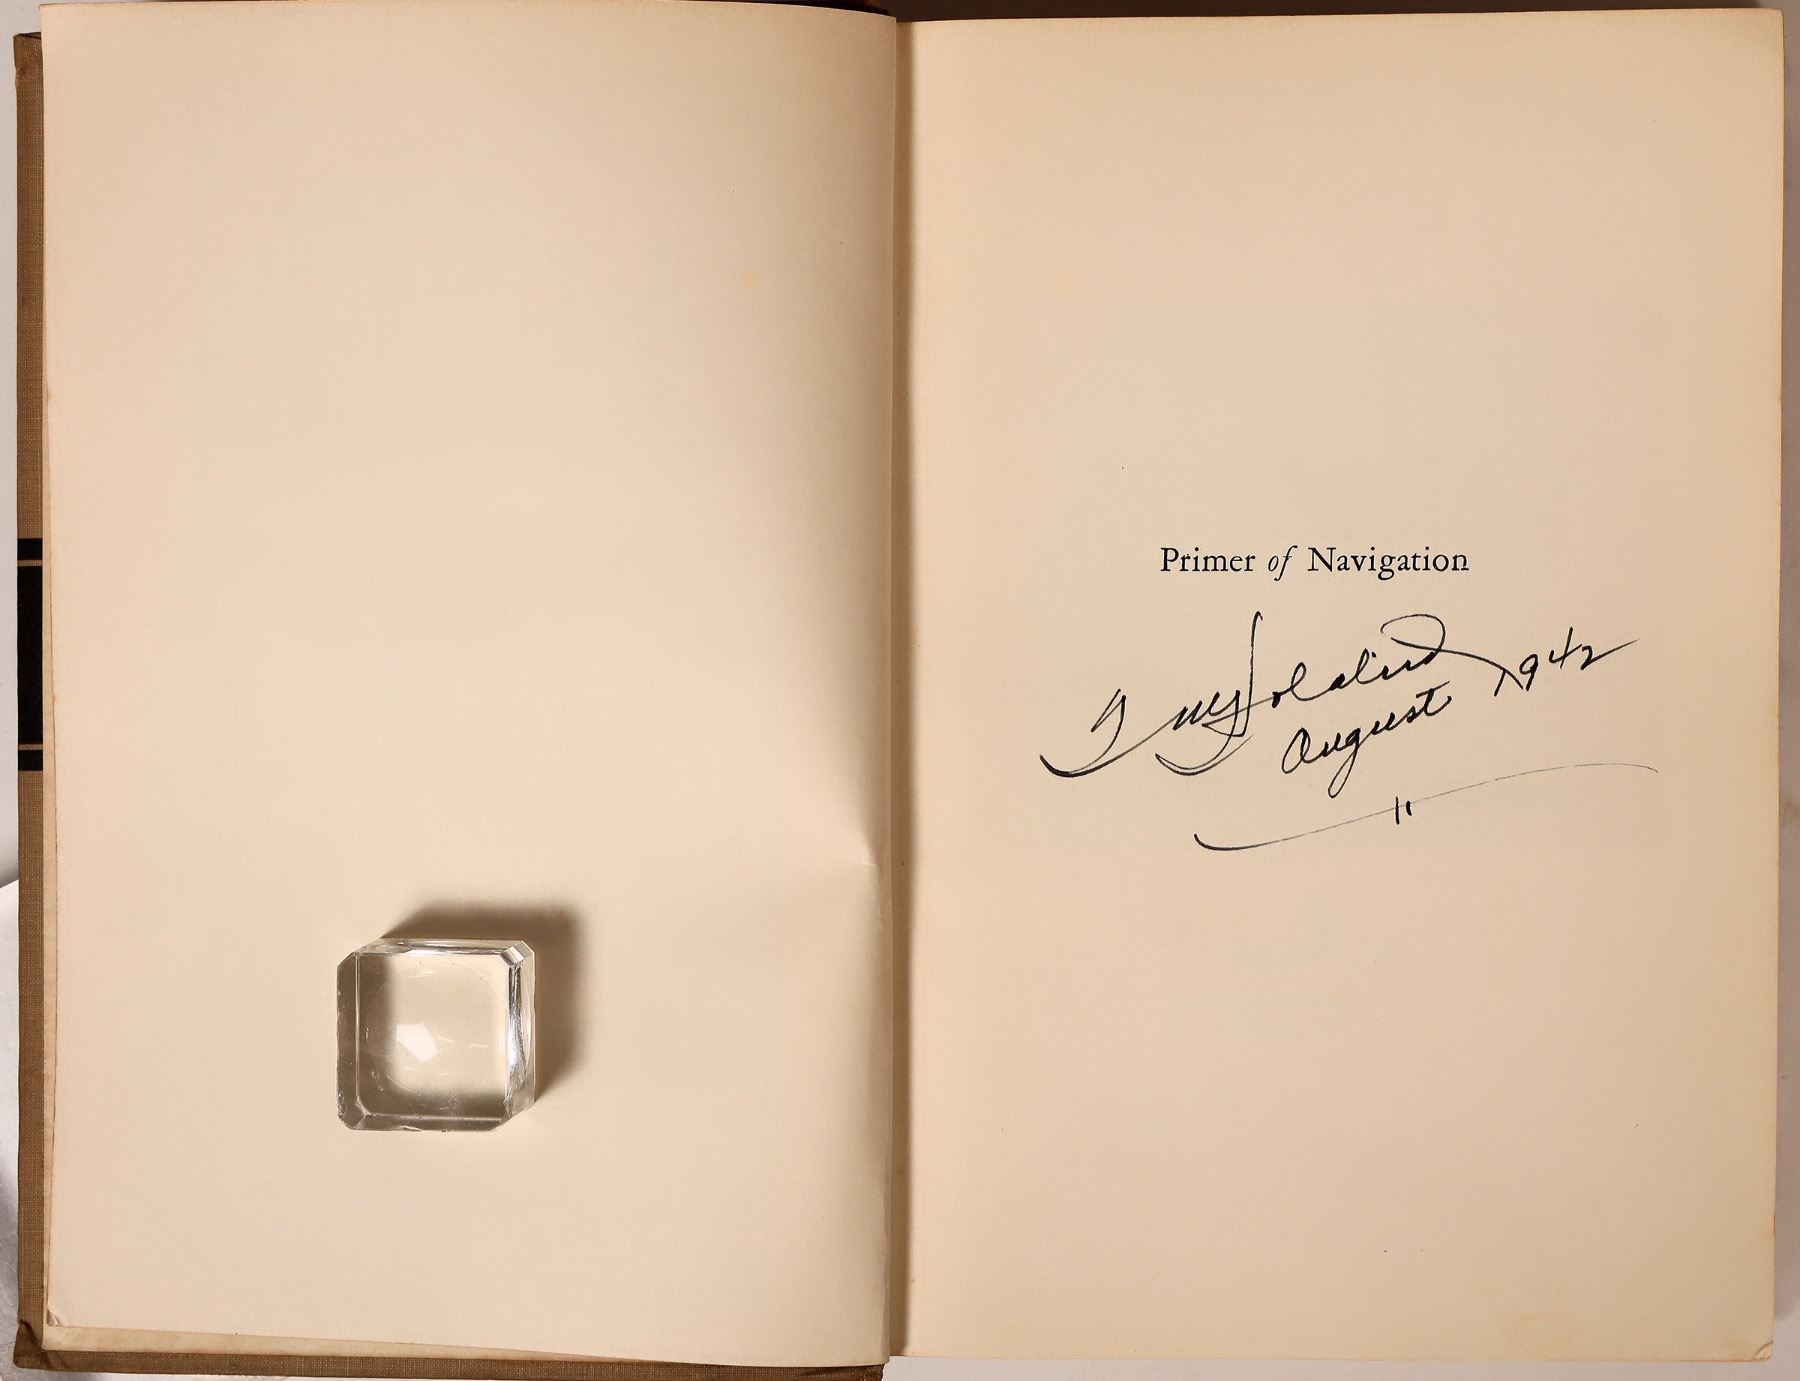 Primer of Navigation
August 1942